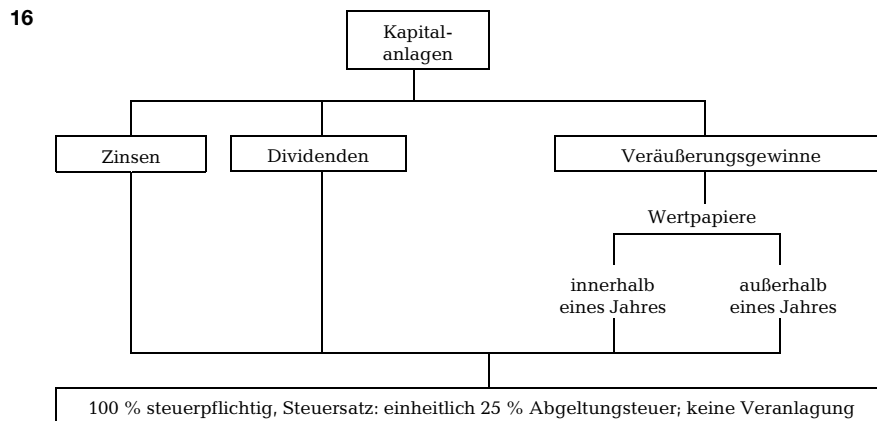 16
Kapital-
anlagen
Zinsen
Dividenden
Veräußerungsgewinne
Wertpapiere
innerhalb
eines Jahres
außerhalb
eines Jahres
100 % steuerpflichtig, Steuersatz: einheitlich 25 % Abgeltungsteuer; keine Veranlagung